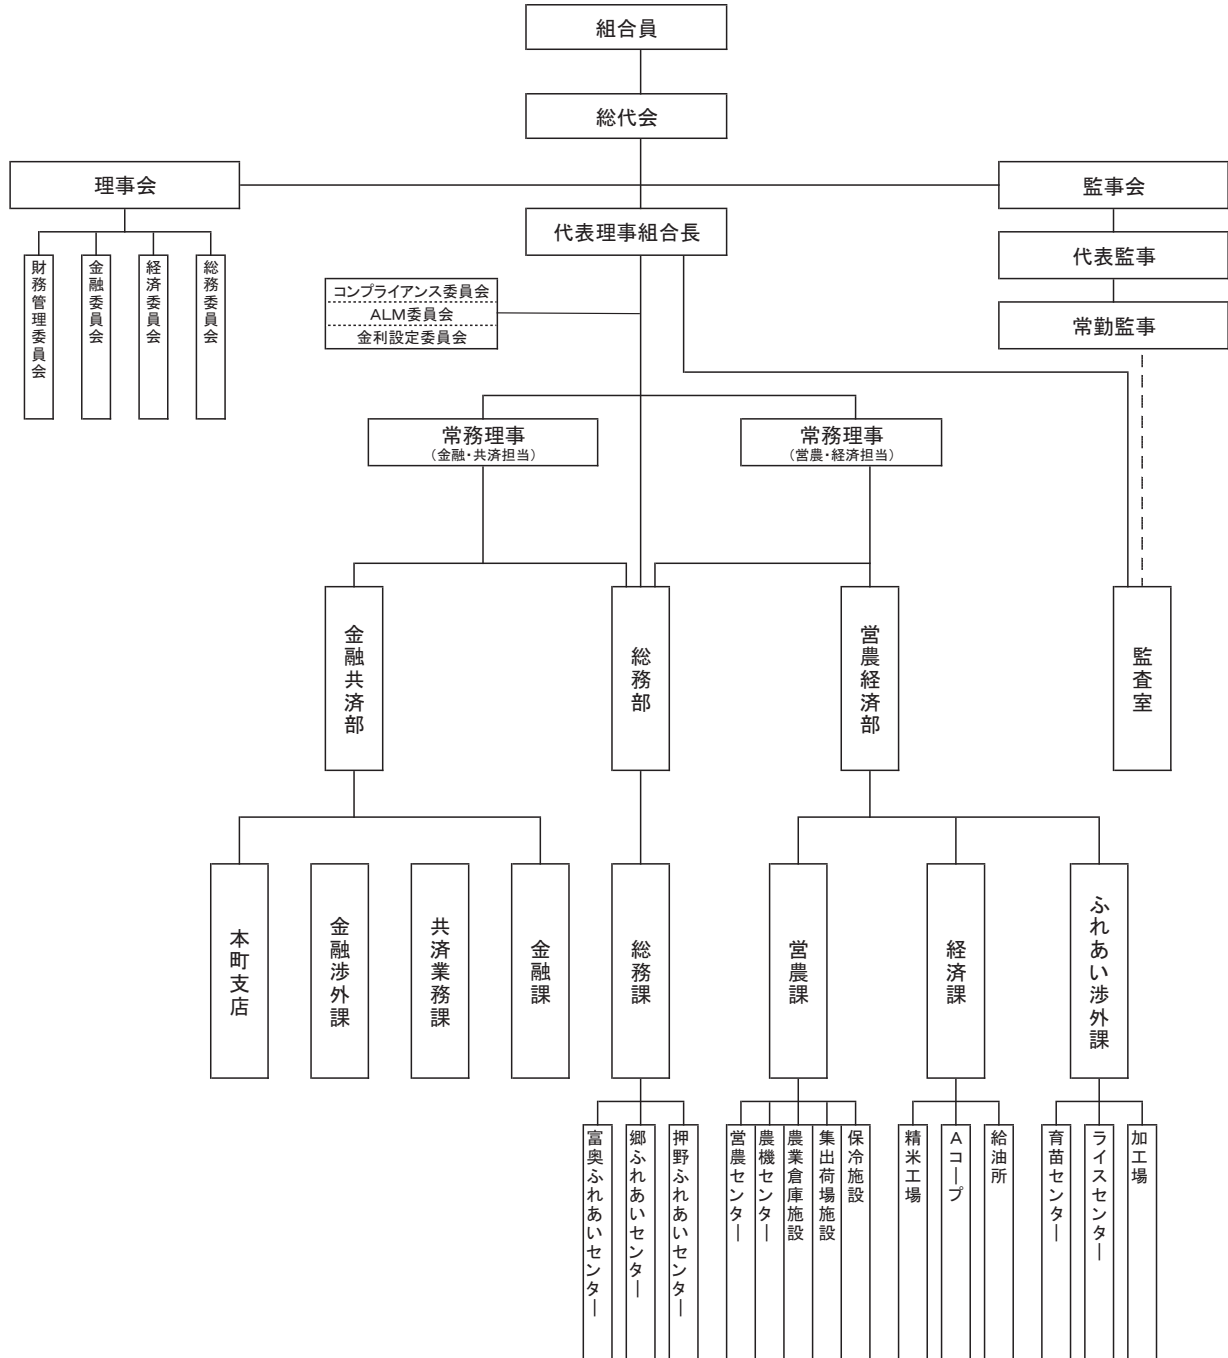 組合員
総代会
理事会
監事会
代表理事組合長
代表監事
常勤監事
財務管理委員会
金融委員会
経済委員会
総務委員会
コンプライアンス委員会
ALM委員会
金利設定委員会
常務理事
（金融・共済担当）
常務理事
（営農・経済担当）
金融共済部
総務部
営農経済部
監査室
本町支店
金融渉外課
共済業務課
金融課
総務課
営農課
経済課
ふれあい渉外課
富奥ふれあいセンター
郷ふれあいセンター
押野ふれあいセンター
営農センター
農機センター
農業倉庫施設
集出荷場施設
保冷施設
精米工場
Aコープ
給油所
育苗センター
ライスセンター
加工場